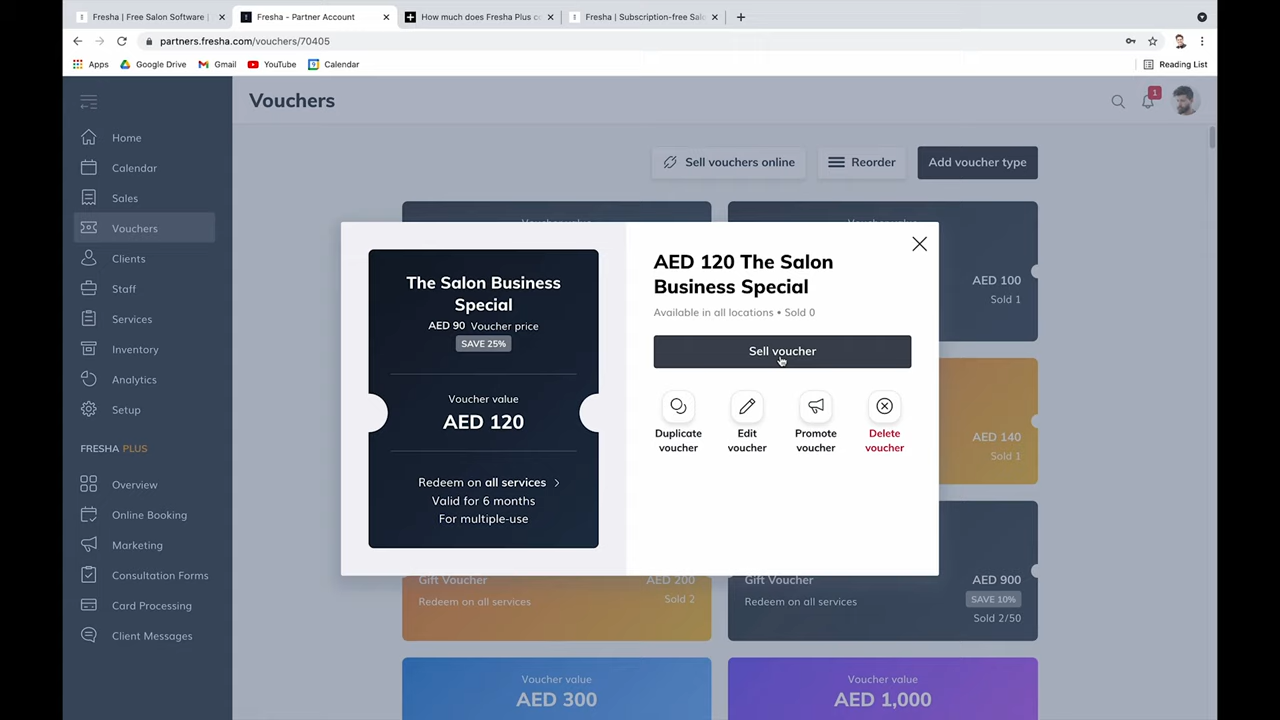 Fresha | Free Salon Software |
Fresha - Partner Account
How much does Fresha Plus co
Fresha | Subscription-free Sal
partners.fresha.com/vouchers/70405
Apps
Google Drive
Gmail
YouTube
Calendar
Reading List
Vouchers
1
Home
Calendar
Sales
Vouchers
Clients
Staff
Services
Inventory
Analytics
Setup
FRESHA PLUS
Overview
Online Booking
Marketing
Consultation Forms
Card Processing
Client Messages
Sell vouchers online
Reorder
Add voucher type
Voucher value
Voucher value
AED 100
Sold 1
AED 140
Sold 1
The Salon Business
Special
AED 90 Voucher price
SAVE 25%
Voucher value
AED 120
Redeem on all services
Valid for 6 months
For multiple-use
AED 120 The Salon
Business Special
Available in all locations • Sold 0
Sell voucher
Duplicate
voucher
Edit
voucher
Promote
voucher
Delete
voucher
Gift Voucher
AED 200
Redeem on all services
Sold 2
Gift Voucher
AED 900
SAVE 10%
Redeem on all services
Sold 2/50
Voucher value
AED 300
Voucher value
AED 1,000